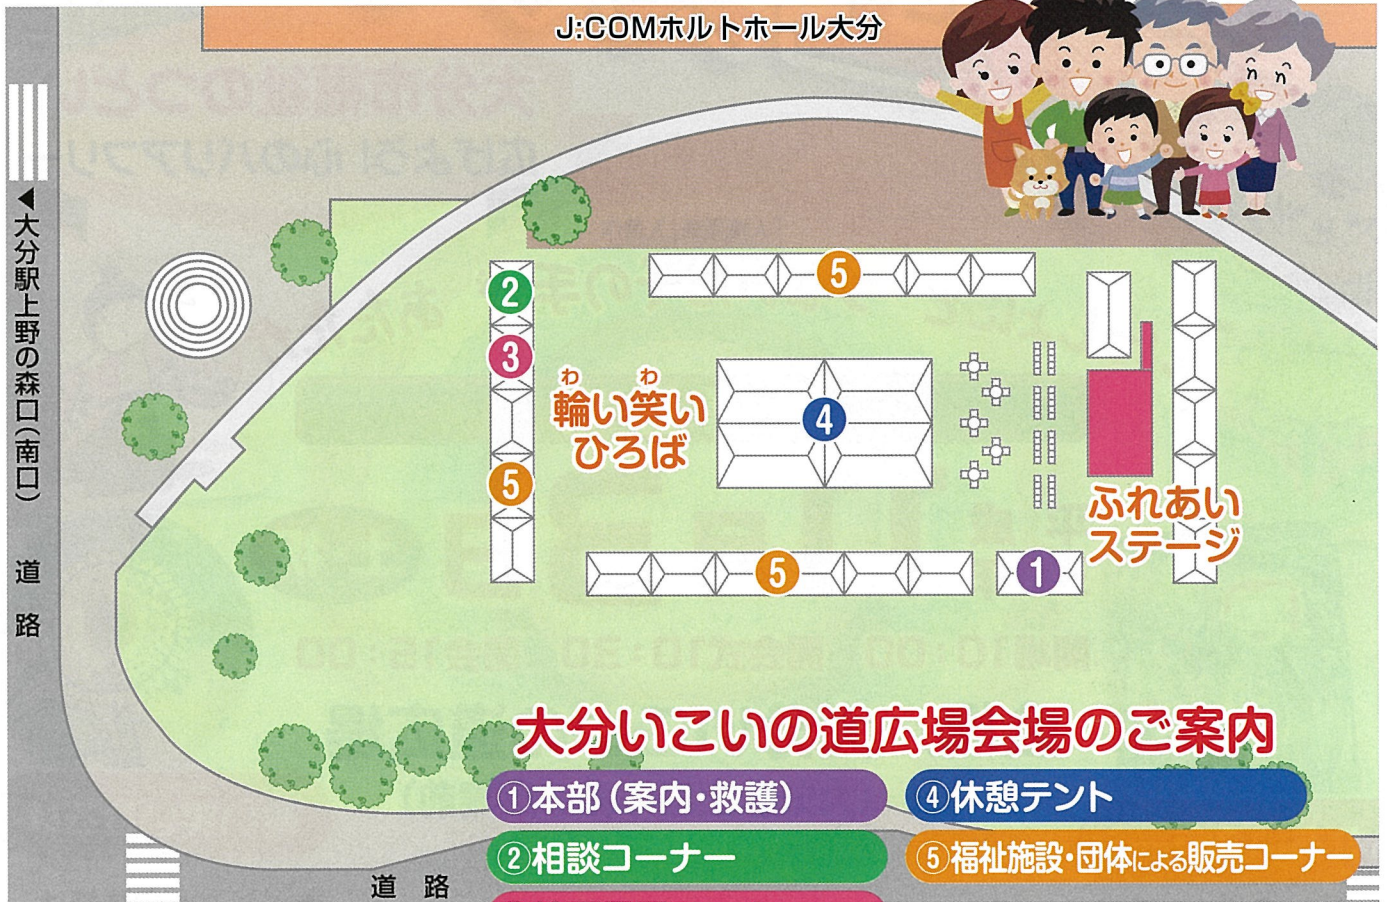 J:COMホルトホール大分
◀大分駅上野の森口(南口) 道路
②
③
⑤
⑤
④
⑤
①
わ わ
輪い笑い
ひろば
ふれあい
ステージ
大分いこいの道広場会場のご案内
①本部(案内・救護)
②相談コーナー
④休憩テント
⑤福祉施設・団体による販売コーナー
道路